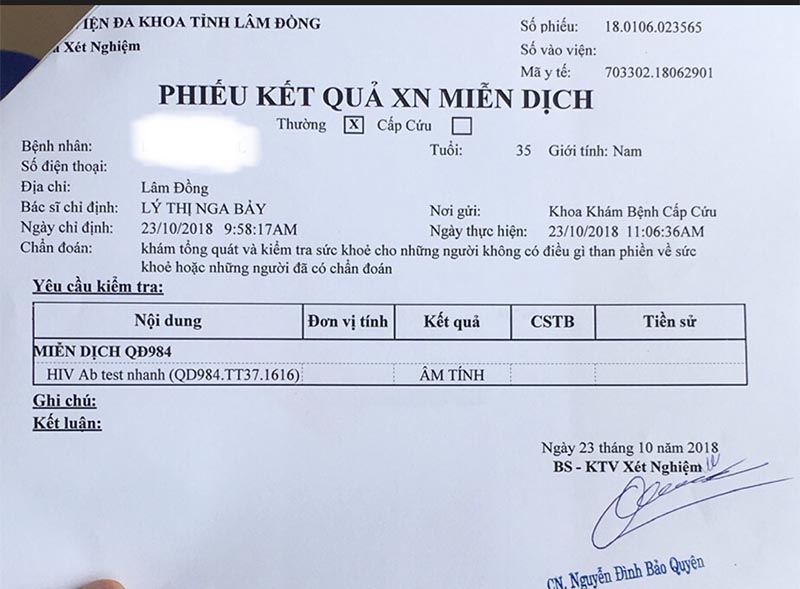 IỆN ĐA KHOA TỈNH LÂM ĐỒNG
Xét Nghiệm
Số phiếu: 18.0106.023565
Số vào viện:
Mã y tế: 703302.18062901
PHIẾU KẾT QUẢ XN MIỄN DỊCH
Thường X Cấp Cứu
Bệnh nhân: Tuổi: 35 Giới tính: Nam
Số điện thoại:
Địa chỉ: Lâm Đồng
Bác sĩ chỉ định: LÝ THỊ NGA BẢY Nơi gửi: Khoa Khám Bệnh Cấp Cứu
Ngày chỉ định: 23/10/2018 9:58:17AM Ngày thực hiện: 23/10/2018 11:06:36AM
Chẩn đoán: khám tổng quát và kiểm tra sức khoẻ cho những người không có điều gì than phiền về sức
khoẻ hoặc những người đã có chẩn đoán
Yêu cầu kiểm tra:
Nội dung Đơn vị tính Kết quả CSTB Tiền sử
MIỄN DỊCH QĐ984
HIV Ab test nhanh (QD984.TT37.1616) ÂM TÍNH
Ghi chú:
Kết luận:
Ngày 23 tháng 10 năm 2018
BS - KTV Xét Nghiệm
CN. Nguyễn Đình Bảo Quyên